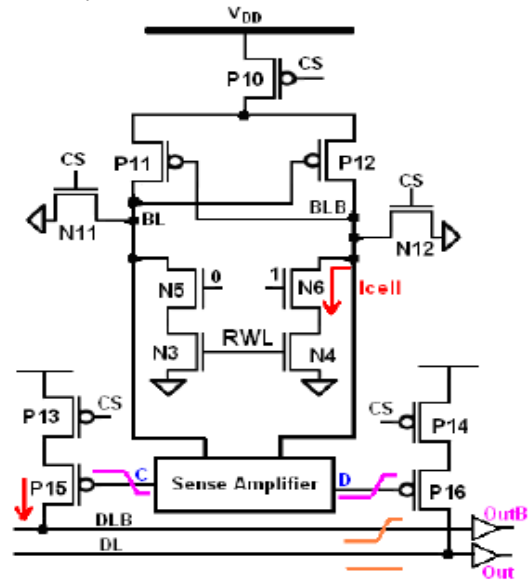 VDD
P10
CS
P11
P12
CS
CS
BL
BLB
N11
N12
N5
0
1
N6
Icell
N3
RWL
N4
P13
CS
CS
P14
P15
C
Sense Amplifier
D
P16
DLB
OutB
DL
Out